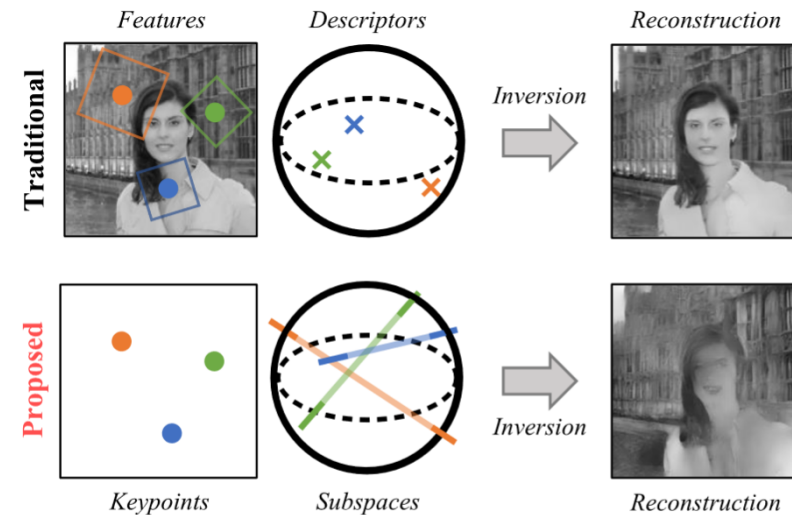 Features
Descriptors
Reconstruction
Traditional
Inversion
Proposed
Inversion
Keypoints
Subspaces
Reconstruction